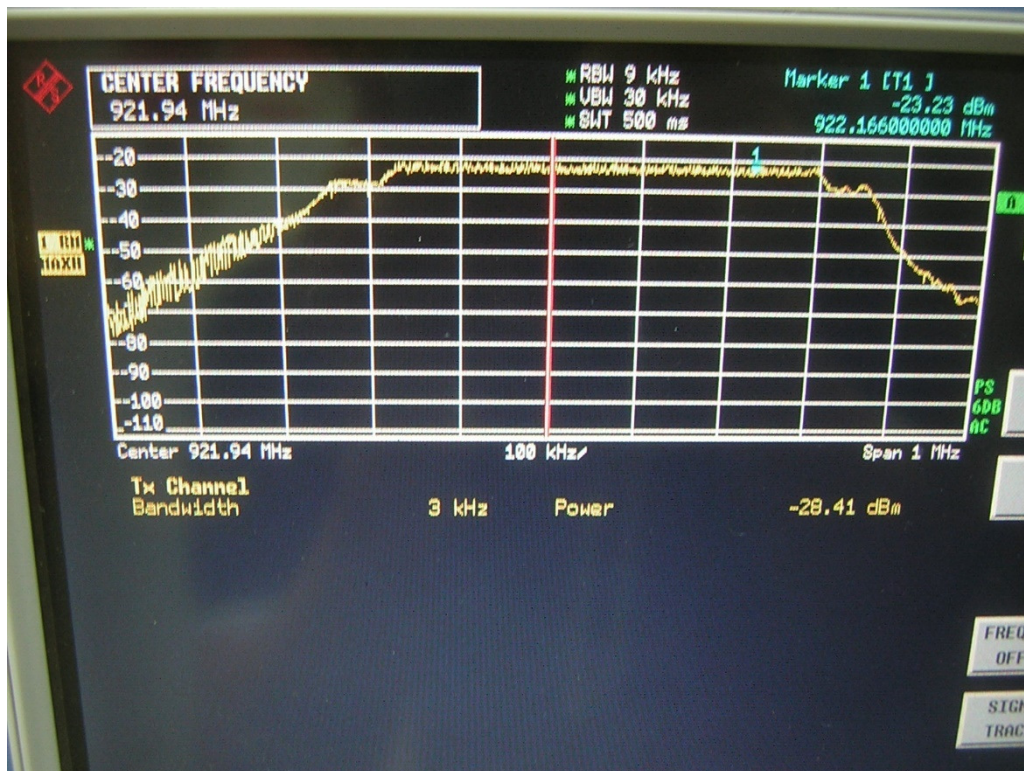 R S
CENTER FREQUENCY
921.94 MHz
*RBW 9 kHz
*VBW 30 kHz
*SWT 500 ms
Marker 1 [T1 ]
-23.23 dBm
922.166000000 MHz
1
-20
-30
-40
-50
-60
-80
-90
-100
-110
1 RM *
MAXH
A
PS
6DB
AC
Center 921.94 MHz
100 kHz/
Span 1 MHz
Tx Channel
Bandwidth 3 kHz Power -28.41 dBm
FREQ
OFF
SIGN
TRAC